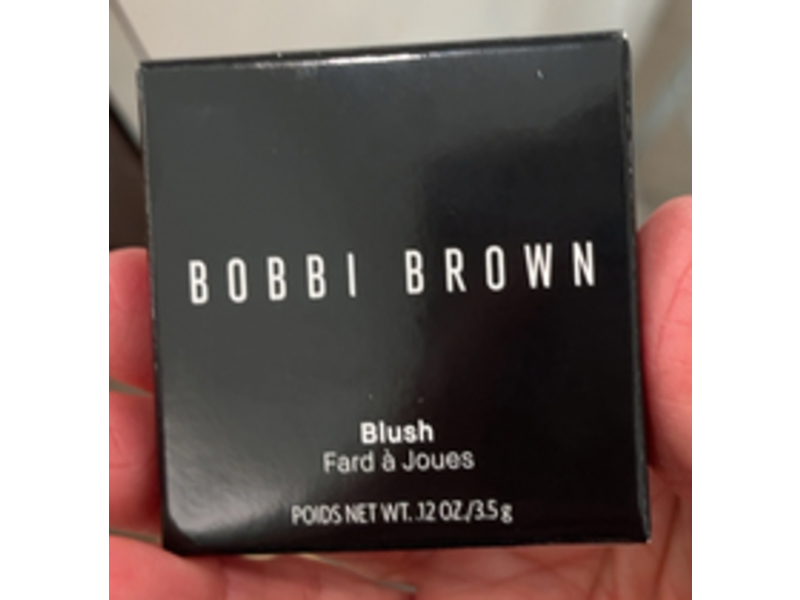 BOBBI BROWN
Blush
Fard à Joues
POIDS NET WT. .12 OZ./3.5 g